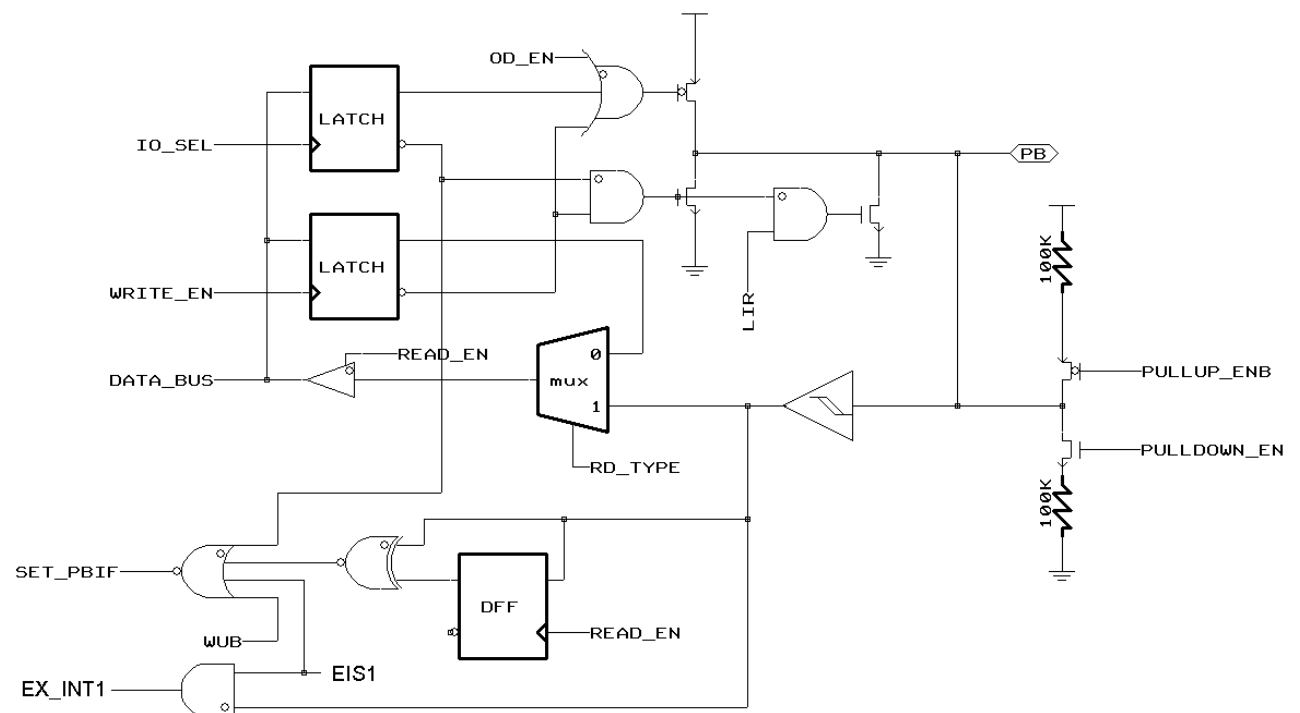 OD_EN
LATCH
IO_SEL
PB
LATCH
WRITE_EN
100K
LIR
READ_EN
0
DATA_BUS
mux
PULLUP_ENB
1
PULLDOWN_EN
RD_TYPE
100K
SET_PBIF
DFF
READ_EN
WUB
EIS1
EX_INT1